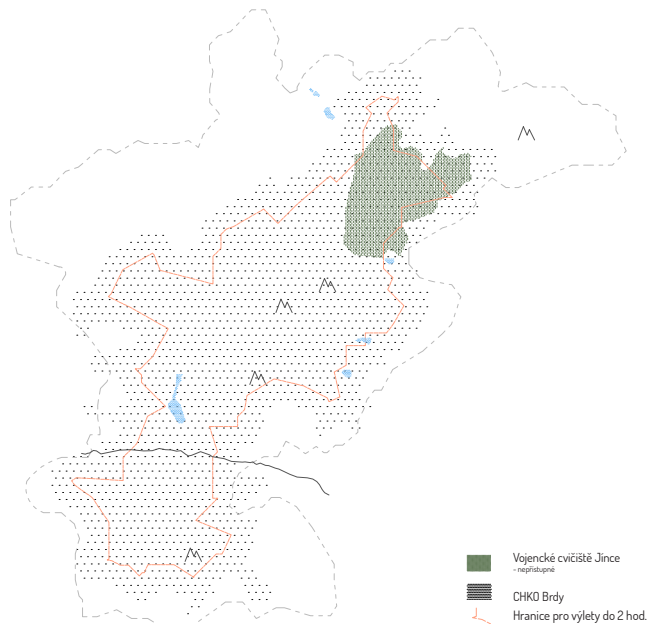 Vojencké cvičiště Jince
- nepřístupné
CHKO Brdy
Hranice pro výlety do 2 hod.